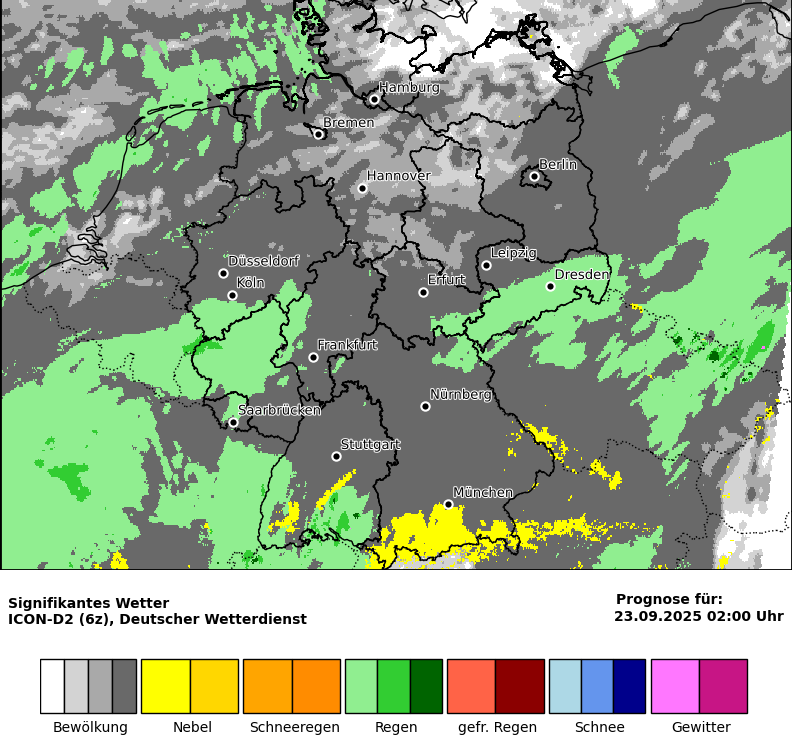 Hamburg
Bremen
Berlin
Hannover
Leipzig
Düsseldorf
Dresden
Köln
Erfurt
Frankfurt
Nürnberg
Saarbrücken
Stuttgart
München
Signifikantes Wetter
ICON-D2 (6z), Deutscher Wetterdienst
Prognose für:
23.09.2025 02:00 Uhr
Bewölkung Nebel Schneeregen Regen gefr. Regen Schnee Gewitter